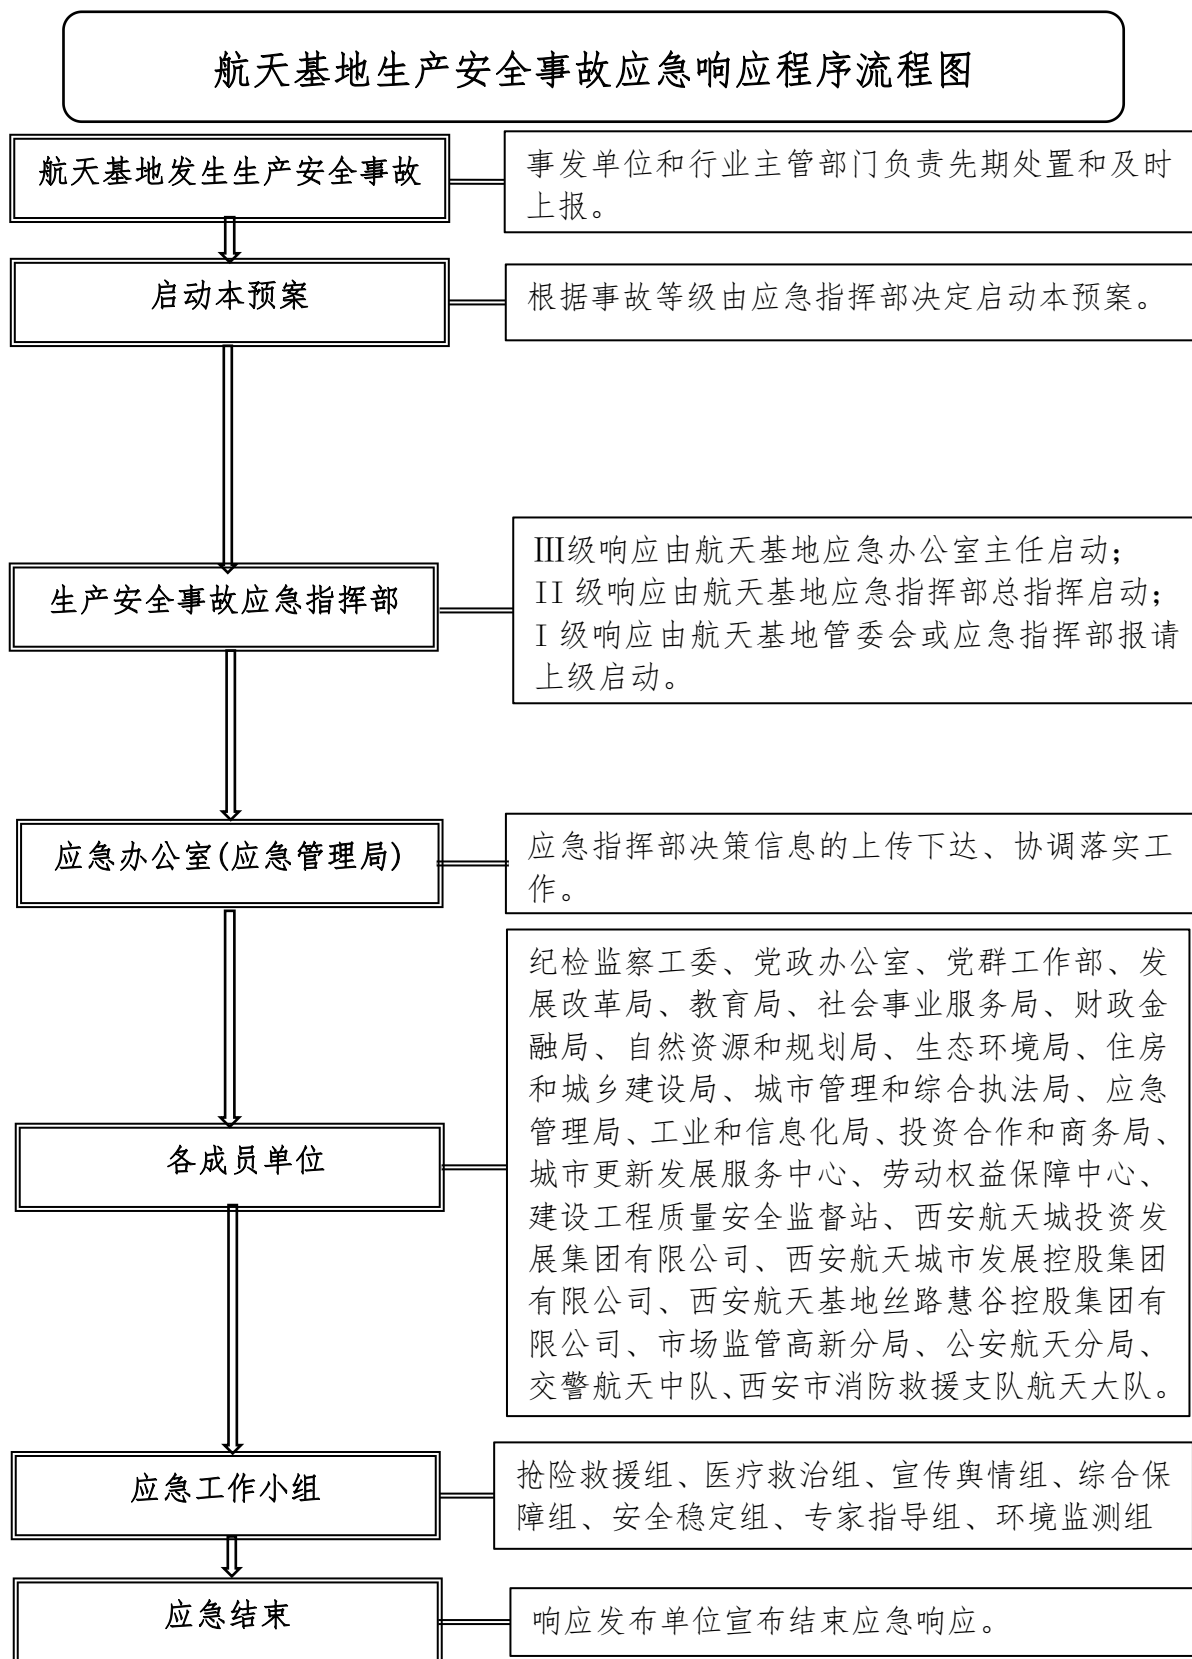 航天基地生产安全事故应急响应程序流程图
航天基地发生生产安全事故
事发单位和行业主管部门负责先期处置和及时
上报。
启动本预案
根据事故等级由应急指挥部决定启动本预案。
生产安全事故应急指挥部
III级响应由航天基地应急办公室主任启动；
II 级响应由航天基地应急指挥部总指挥启动；
I 级响应由航天基地管委会或应急指挥部报请
上级启动。
应急办公室(应急管理局)
应急指挥部决策信息的上传下达、协调落实工
作。
各成员单位
纪检监察工委、党政办公室、党群工作部、发
展改革局、教育局、社会事业服务局、财政金
融局、自然资源和规划局、生态环境局、住房
和城乡建设局、城市管理和综合执法局、应急
管理局、工业和信息化局、投资合作和商务局、
城市更新发展服务中心、劳动权益保障中心、
建设工程质量安全监督站、西安航天城投资发
展集团有限公司、西安航天城市发展控股集团
有限公司、西安航天基地丝路慧谷控股集团有
限公司、市场监管高新分局、公安航天分局、
交警航天中队、西安市消防救援支队航天大队。
应急工作小组
抢险救援组、医疗救治组、宣传舆情组、综合保
障组、安全稳定组、专家指导组、环境监测组
应急结束
响应发布单位宣布结束应急响应。